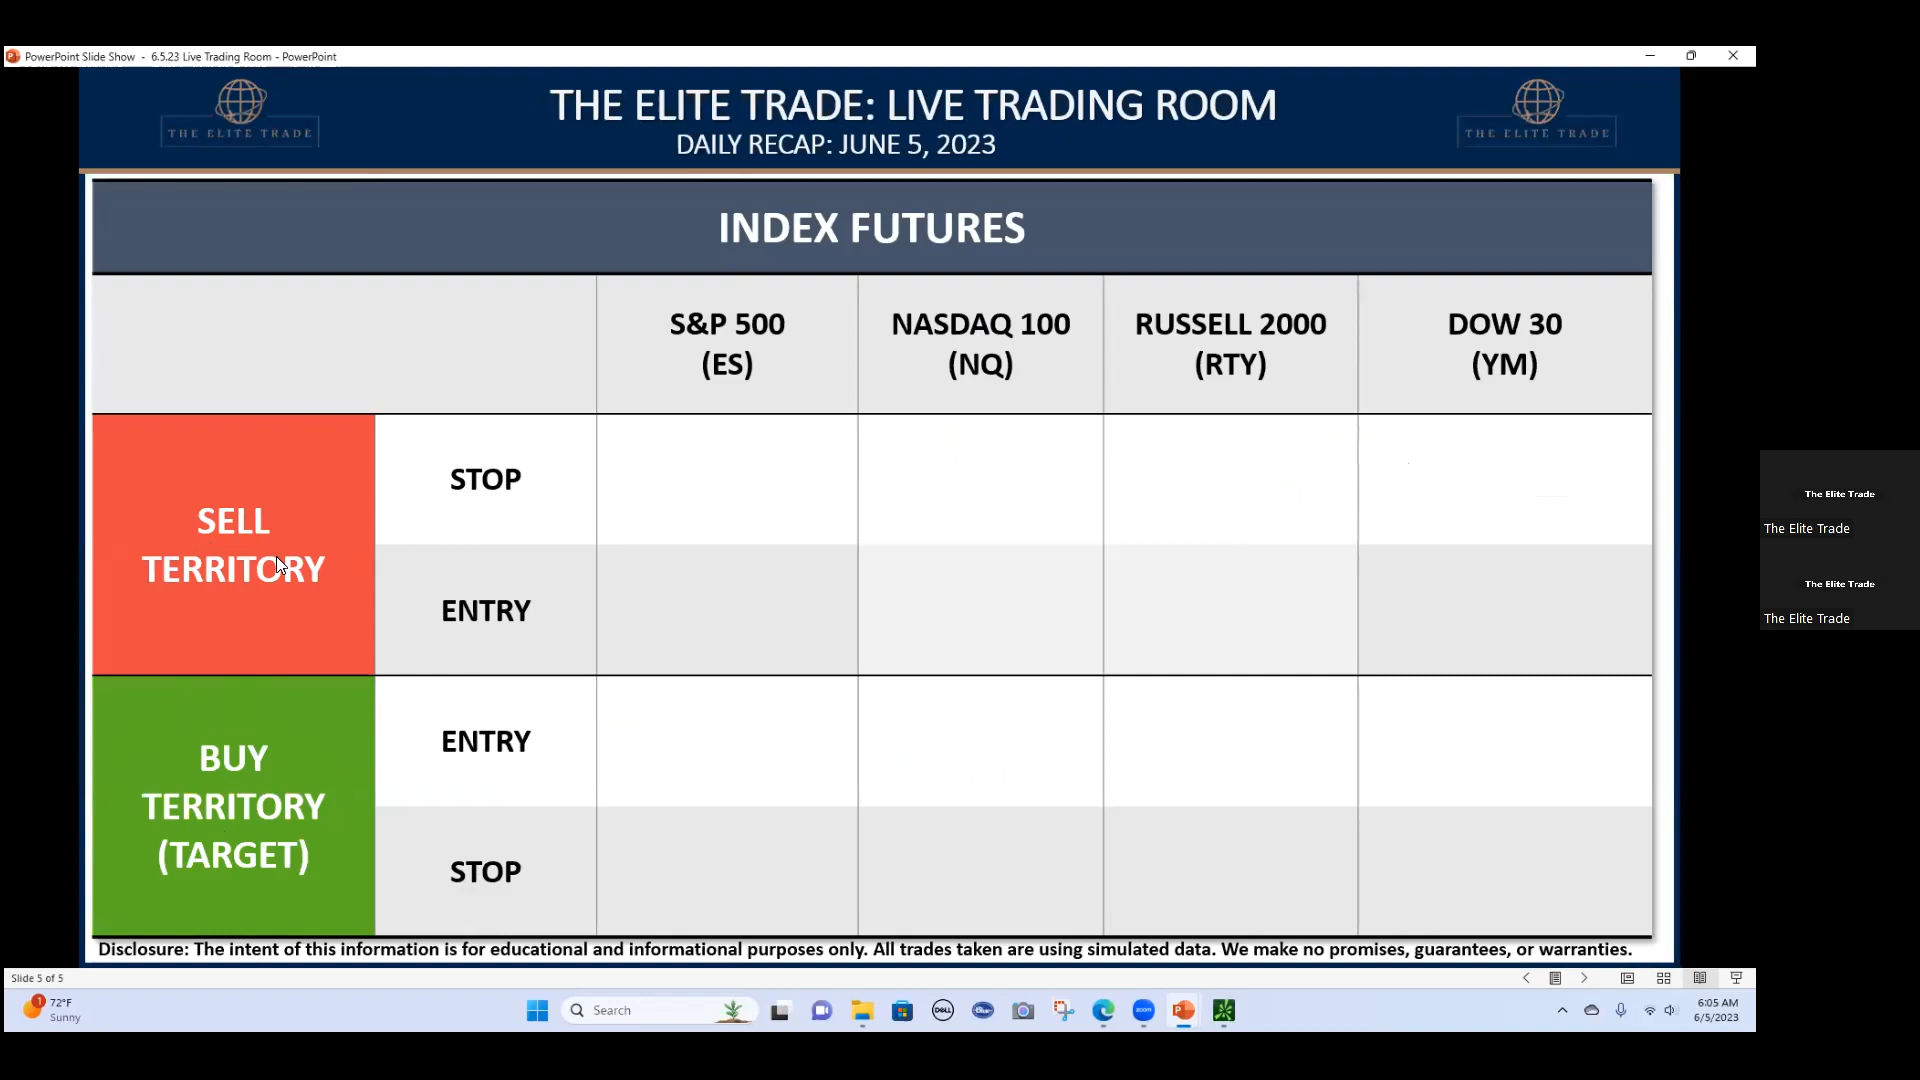 PowerPoint Slide Show - 6.5.23 Live Trading Room - PowerPoint
THE ELITE TRADE
THE ELITE TRADE: LIVE TRADING ROOM
DAILY RECAP: JUNE 5, 2023
THE ELITE TRADE
INDEX FUTURES
S&P 500
(ES)
NASDAQ 100
(NQ)
RUSSELL 2000
(RTY)
DOW 30
(YM)
SELL
TERRITORY
STOP
ENTRY
BUY
TERRITORY
(TARGET)
ENTRY
STOP
Disclosure: The intent of this information is for educational and informational purposes only. All trades taken are using simulated data. We make no promises, guarantees, or warranties.
The Elite Trade
The Elite Trade
The Elite Trade
The Elite Trade
Slide 5 of 5
1
72°F
Sunny
Search
DELL
zoom
6:05 AM
6/5/2023